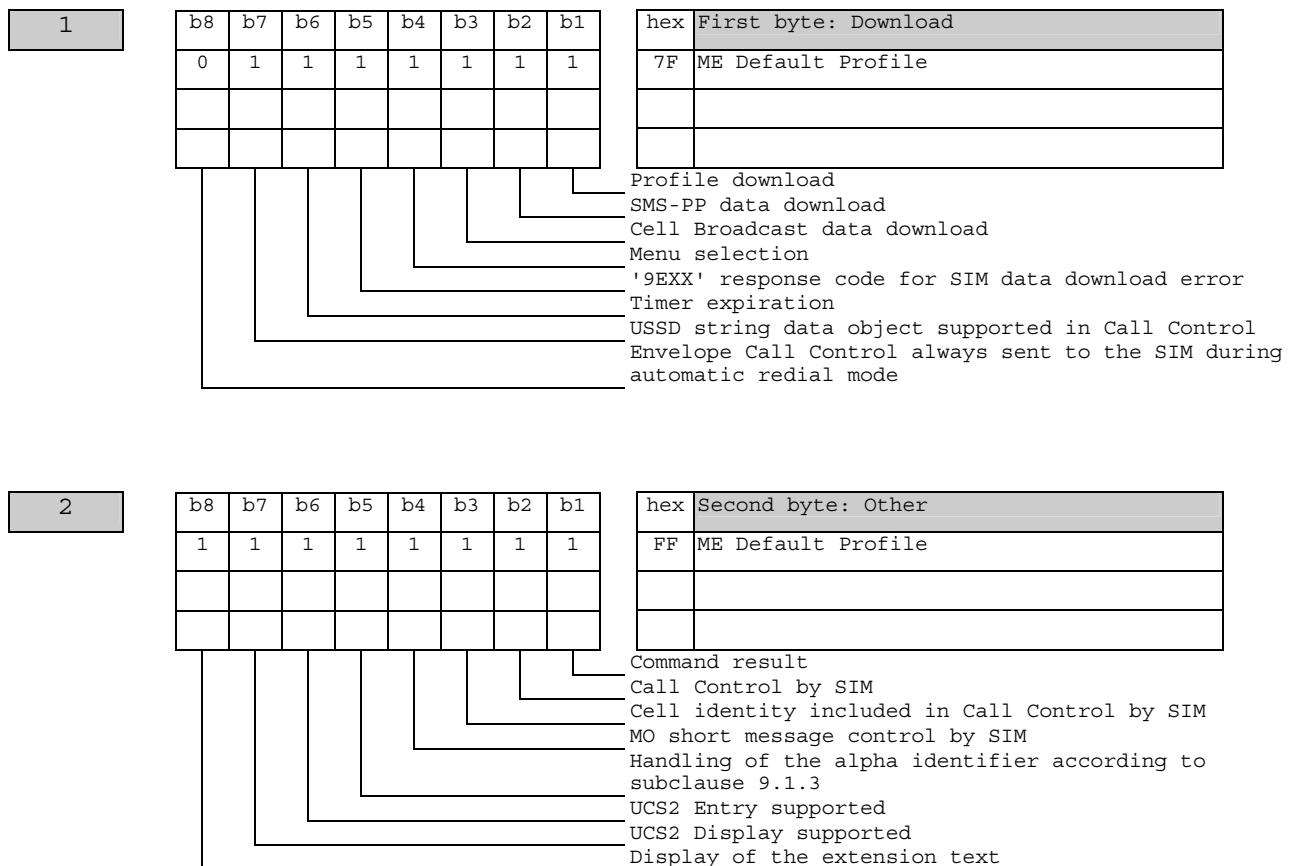 1 b8 b7 b6 b5 b4 b3 b2 b1 hex First byte: Download
0 1 1 1 1 1 1 1 7F ME Default Profile
Profile download
SMS-PP data download
Cell Broadcast data download
Menu selection
'9EXX' response code for SIM data download error
Timer expiration
USSD string data object supported in Call Control
Envelope Call Control always sent to the SIM during
automatic redial mode
2 b8 b7 b6 b5 b4 b3 b2 b1 hex Second byte: Other
1 1 1 1 1 1 1 1 FF ME Default Profile
Command result
Call Control by SIM
Cell identity included in Call Control by SIM
MO short message control by SIM
Handling of the alpha identifier according to
subclause 9.1.3
UCS2 Entry supported
UCS2 Display supported
Display of the extension text